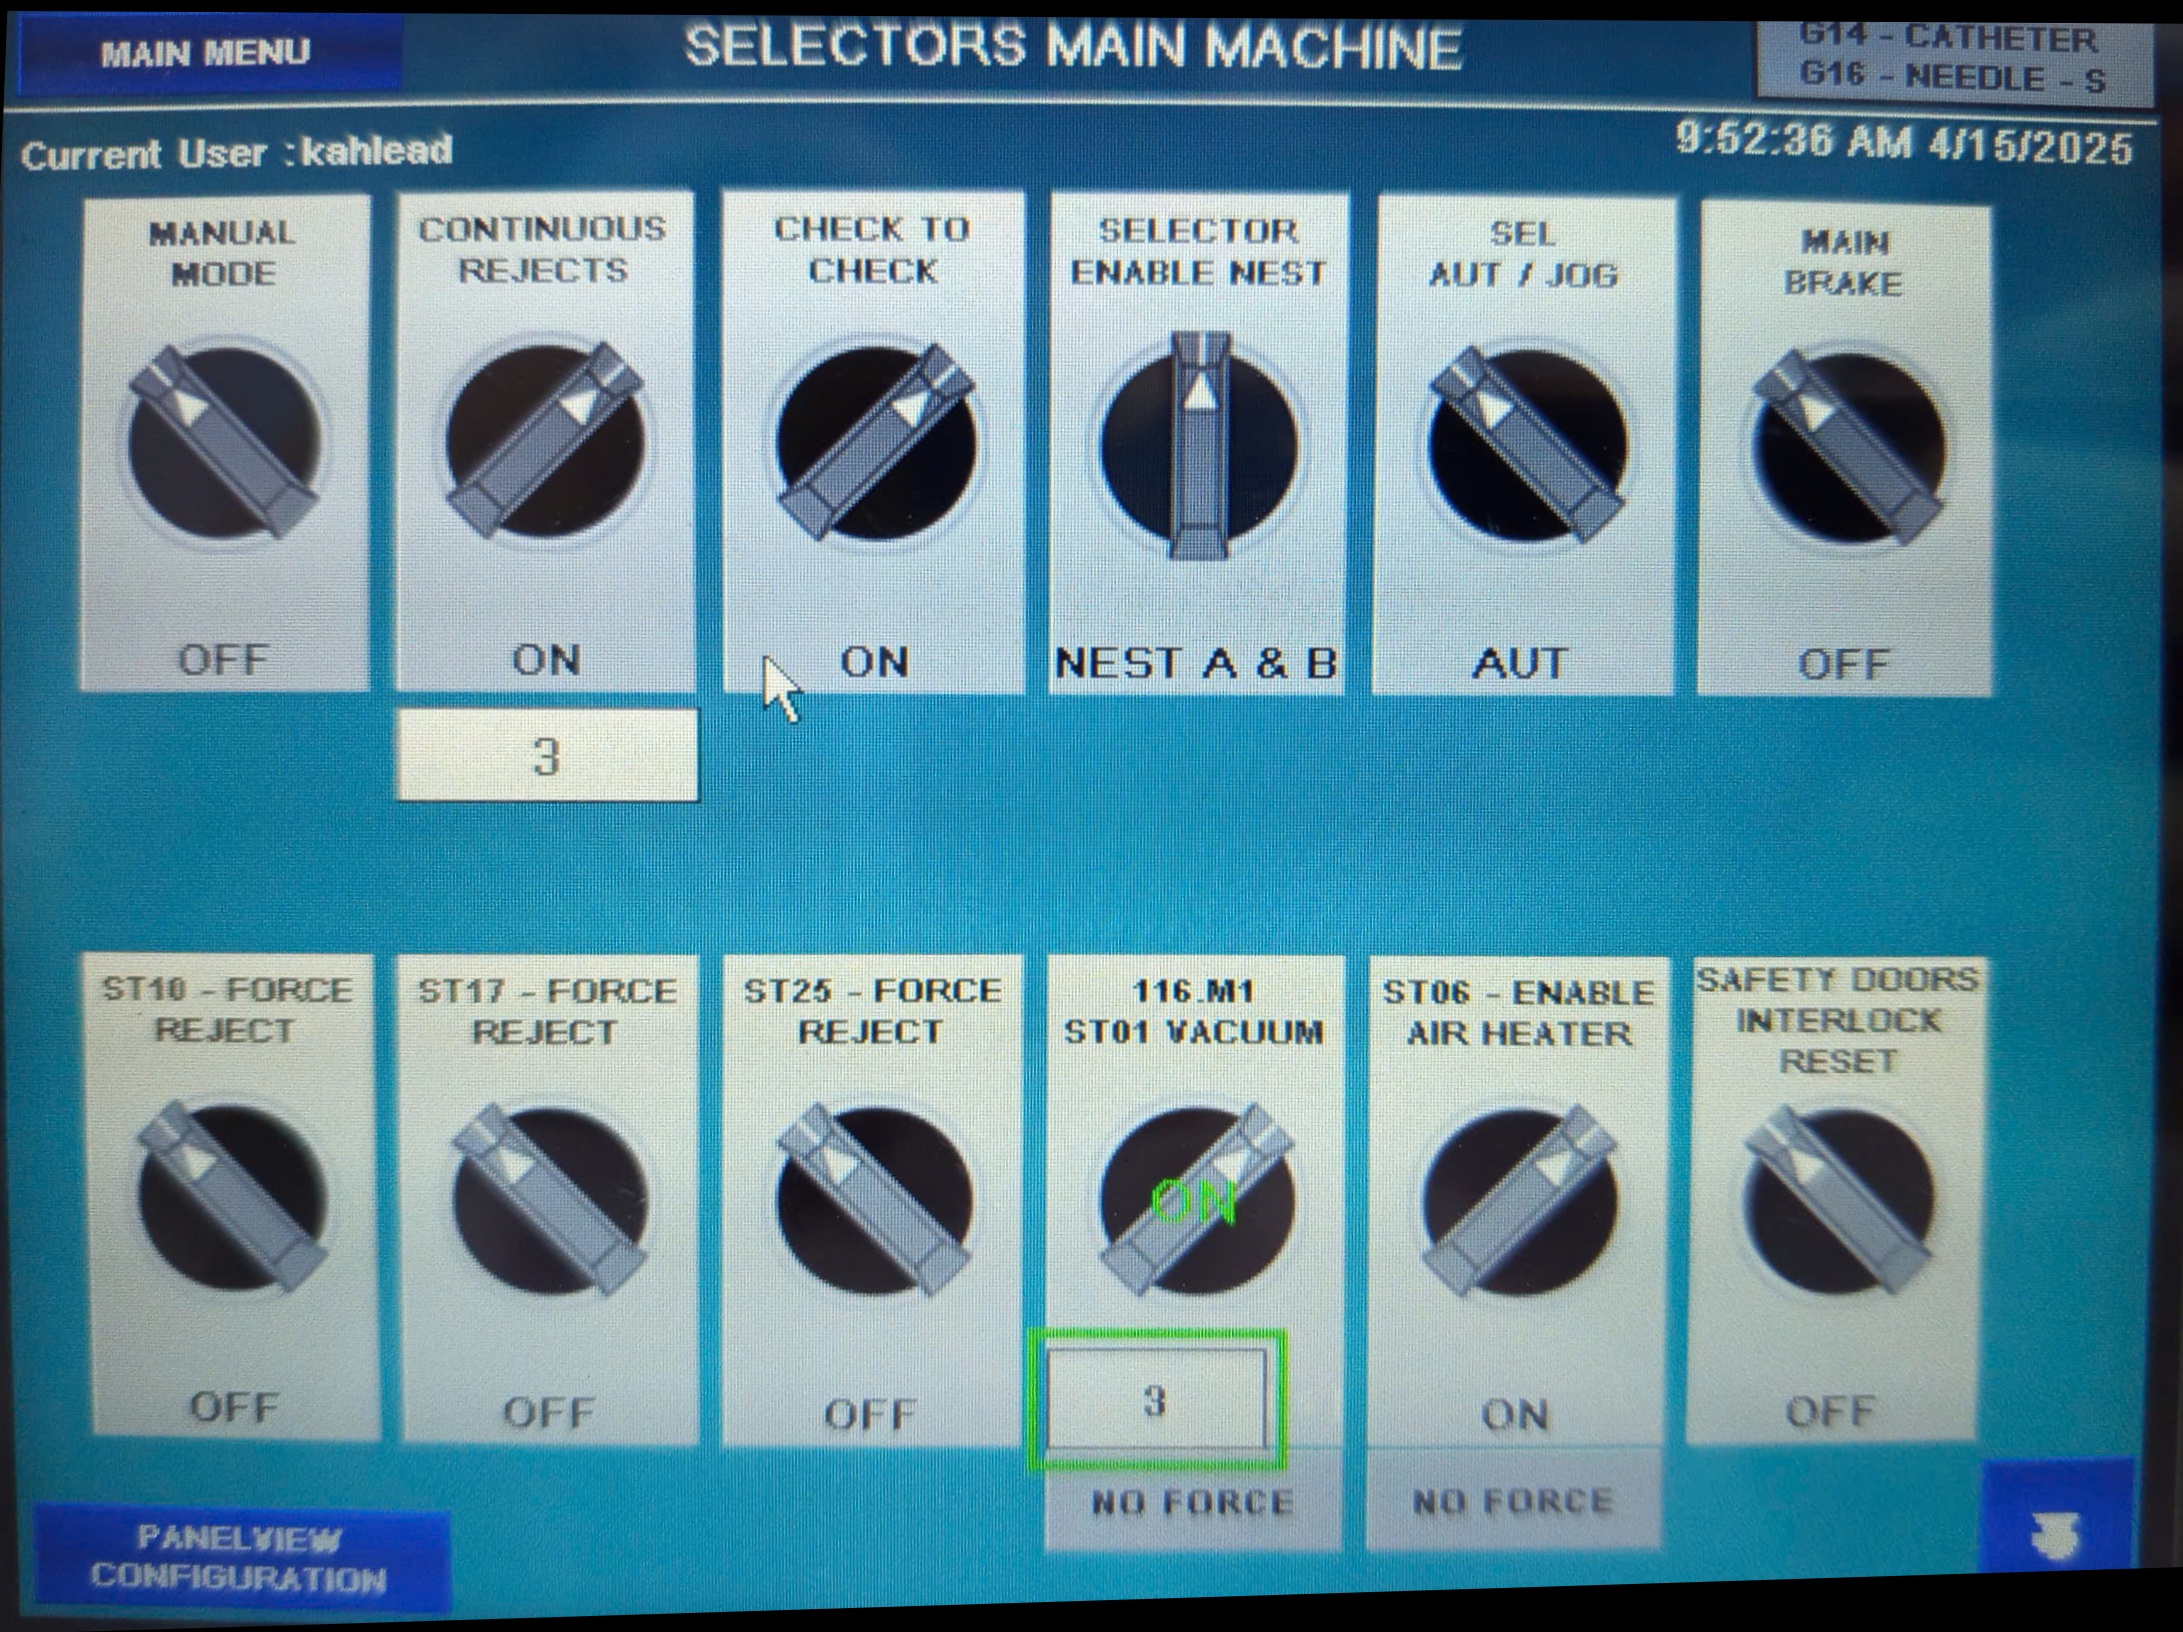 MAIN MENU
SELECTORS MAIN MACHINE
G14 - CATHETER
G16 - NEEDLE - S
Current User :kahlead
9:52:36 AM 4/15/2025
MANUAL
MODE
OFF
CONTINUOUS
REJECTS
ON
3
CHECK TO
CHECK
ON
SELECTOR
ENABLE NEST
NEST A & B
SEL
AUT / JOG
AUT
MAIN
BRAKE
OFF
ST10 - FORCE
REJECT
OFF
ST17 - FORCE
REJECT
OFF
ST25 - FORCE
REJECT
OFF
116.M1
ST01 VACUUM
ON
3
NO FORCE
ST06 - ENABLE
AIR HEATER
ON
NO FORCE
SAFETY DOORS
INTERLOCK
RESET
OFF
PANELVIEW
CONFIGURATION